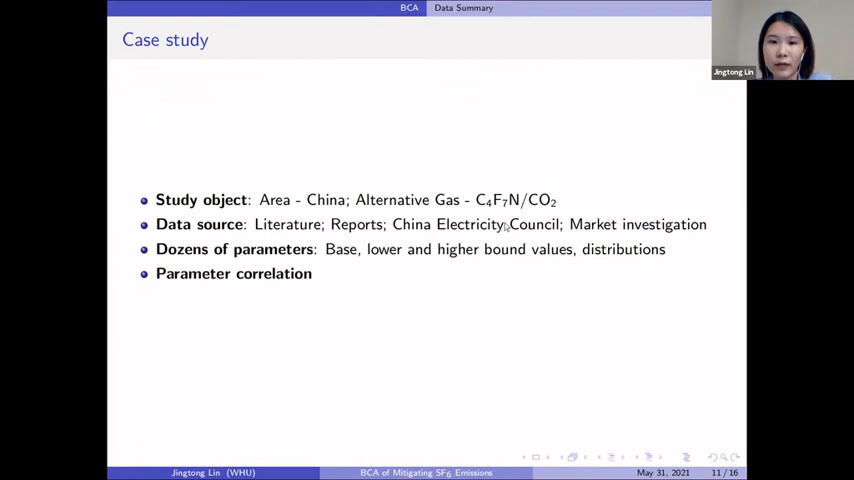 BCA Data Summary
Case study
Jingtong Lin
Study object: Area - China; Alternative Gas - C₄F₇N/CO₂
Data source: Literature; Reports; China Electricity Council; Market investigation
Dozens of parameters: Base, lower and higher bound values, distributions
Parameter correlation
Jingtong Lin (WHU) BCA of Mitigating SF₆ Emissions May 31, 2021 11 / 16